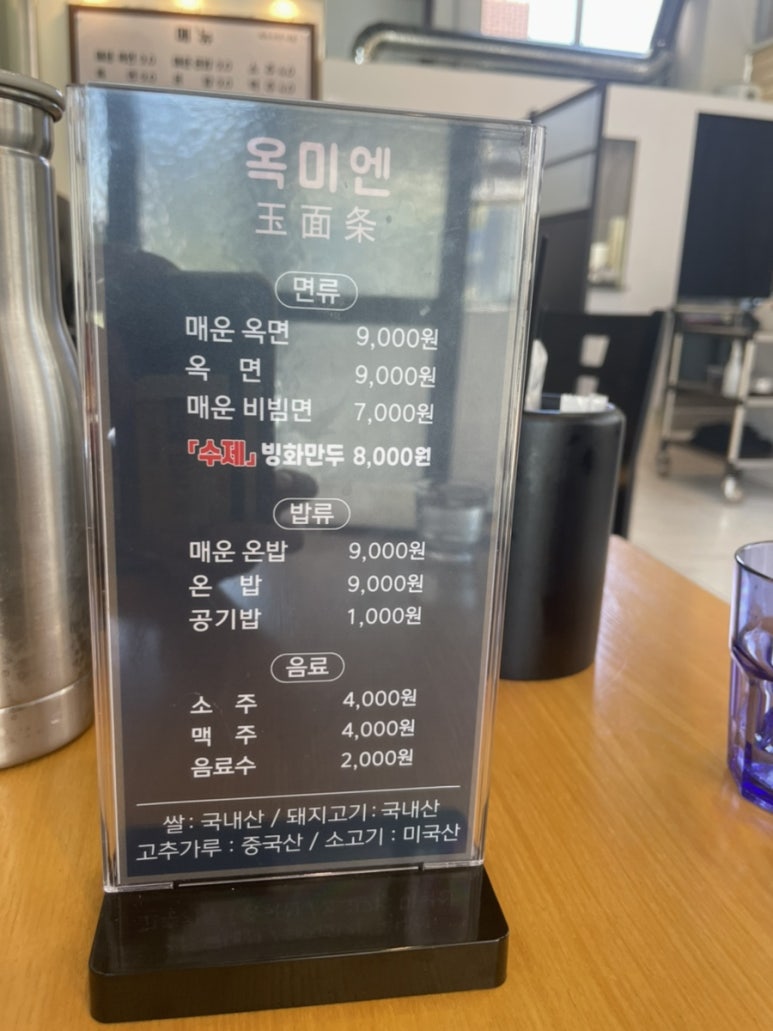 메뉴
옥미엔
玉面条
면류
매운 옥면 9,000원
옥 면 9,000원
매운 비빔면 7,000원
「수제」 빙화만두 8,000원
밥류
매운 온밥 9,000원
온 밥 9,000원
공기밥 1,000원
음료
소 주 4,000원
맥 주 4,000원
음료수 2,000원
쌀 : 국내산 / 돼지고기 : 국내산
고추가루 : 중국산 / 소고기 : 미국산